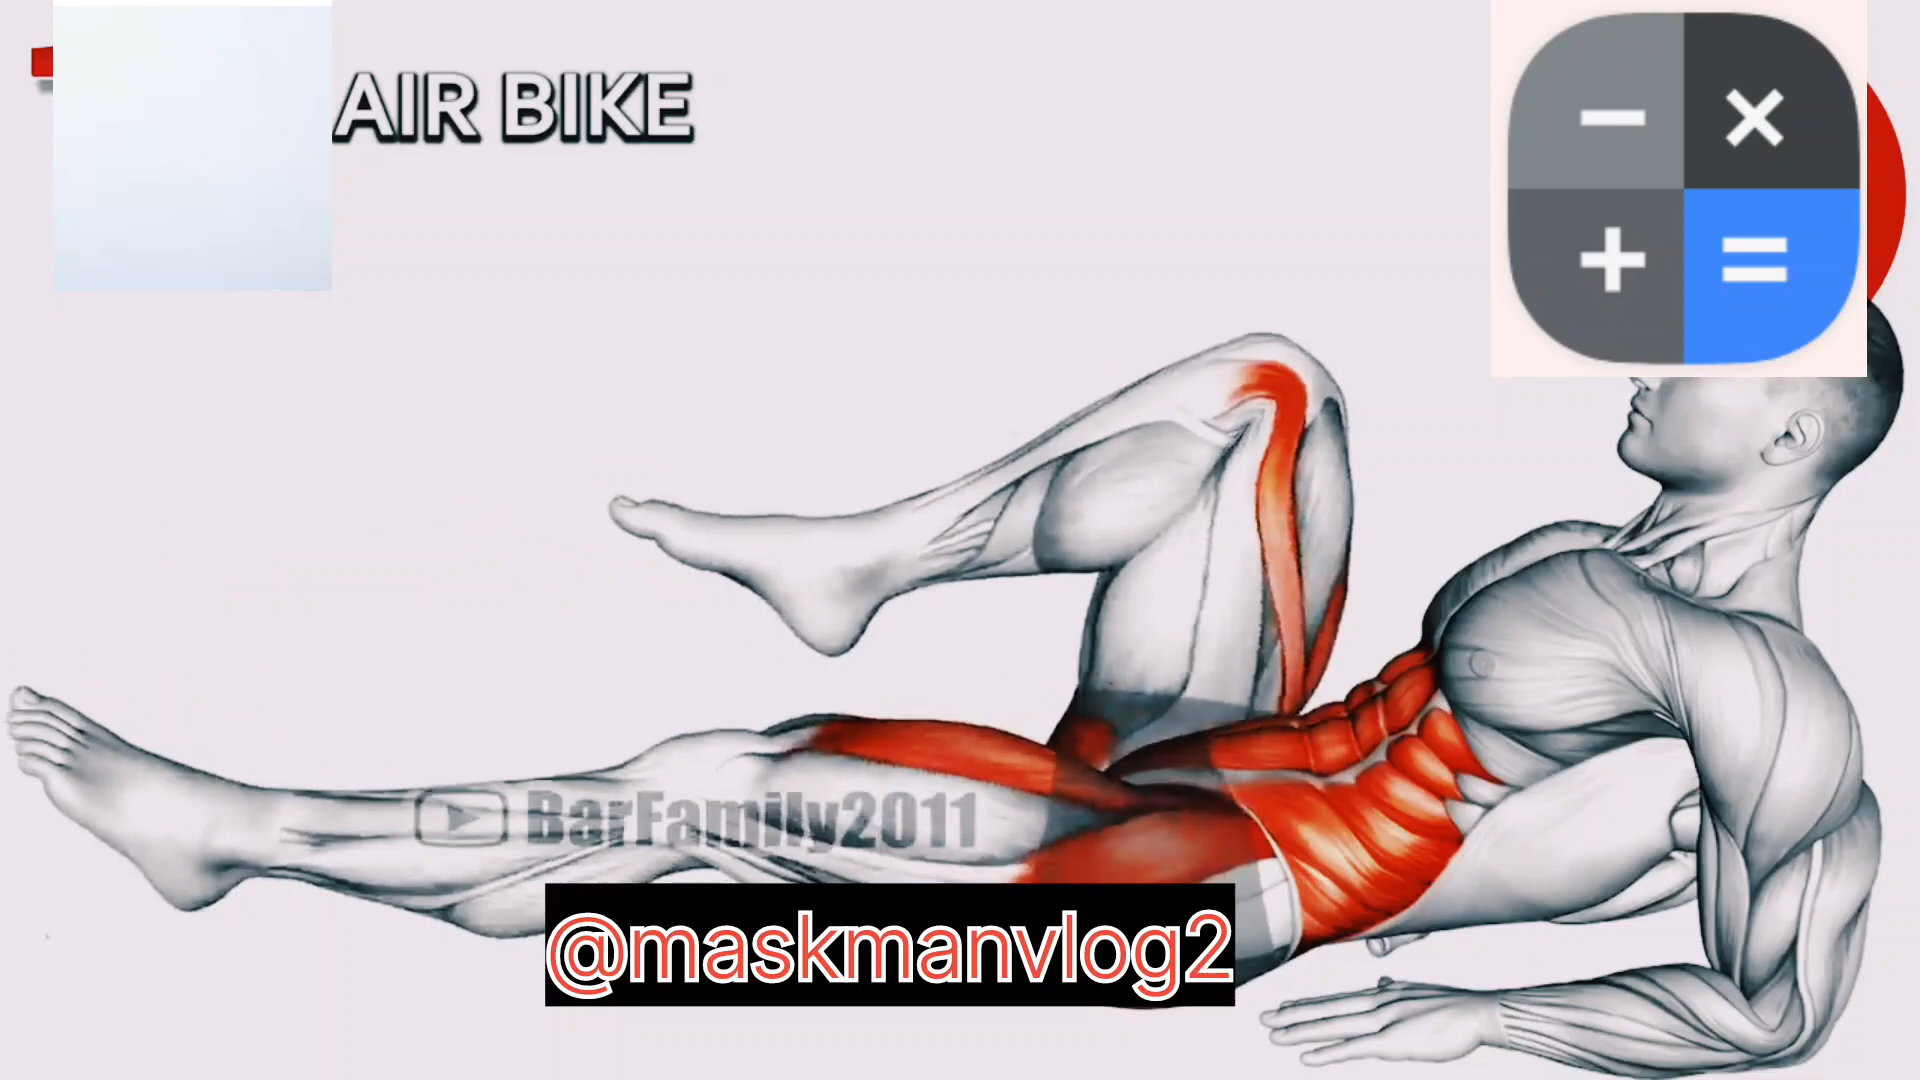 AIR BIKE
− ×
+ =
BarFamily2011
@maskmanvlog2